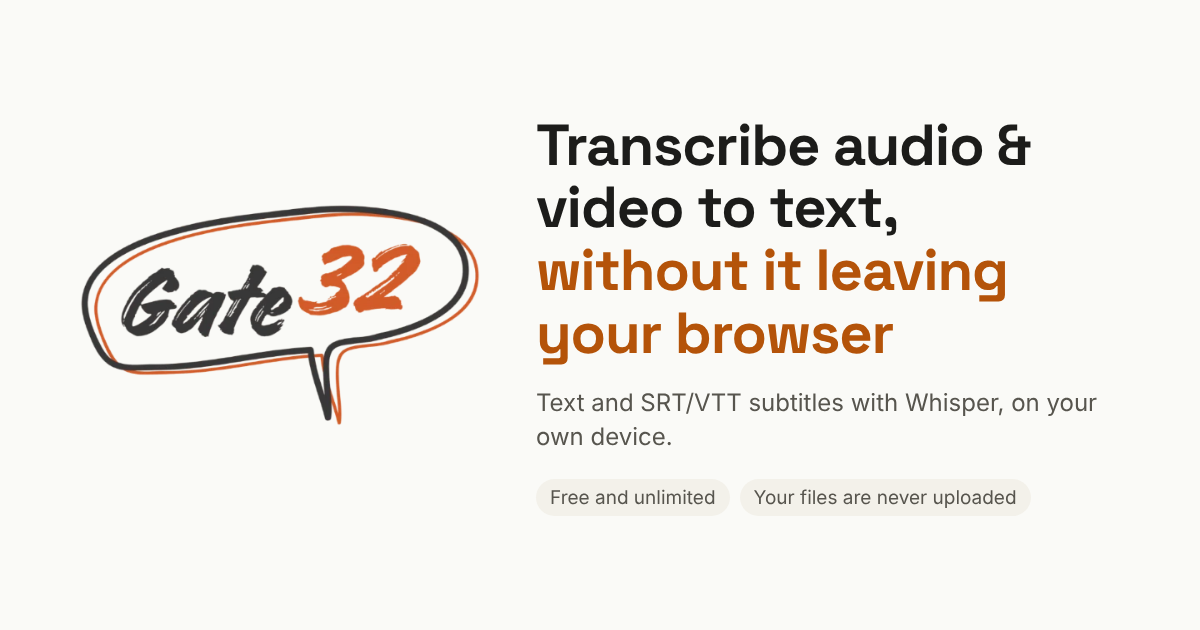 Gate 32
Transcribe audio &
video to text,
without it leaving
your browser
Text and SRT/VTT subtitles with Whisper, on your
own device.
Free and unlimited
Your files are never uploaded